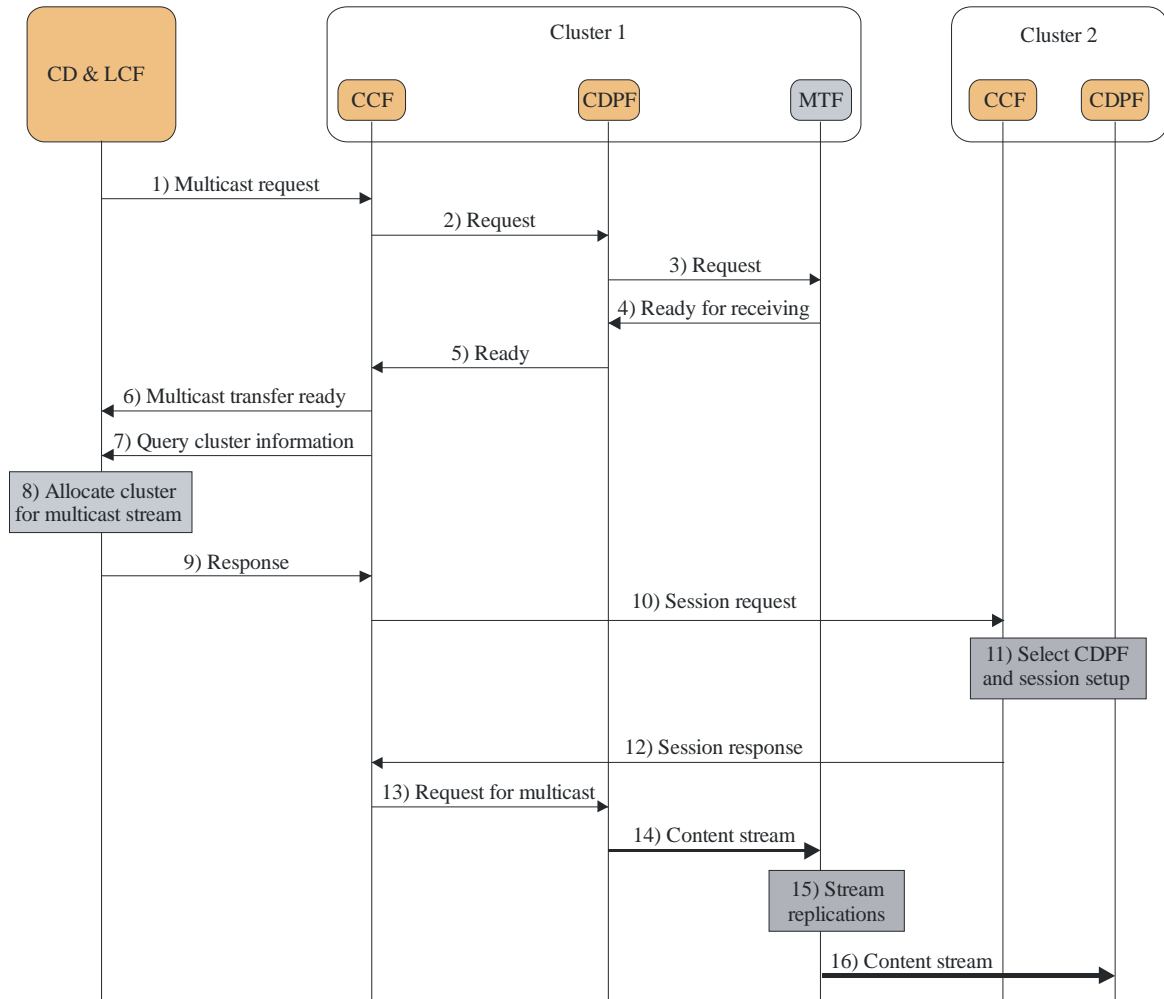 Cluster 1
Cluster 2
CD & LCF
CCF
CDPF
MTF
CCF
CDPF
1) Multicast request
2) Request
3) Request
4) Ready for receiving
5) Ready
6) Multicast transfer ready
7) Query cluster information
8) Allocate cluster
for multicast stream
9) Response
10) Session request
11) Select CDPF
and session setup
12) Session response
13) Request for multicast
14) Content stream
15) Stream
replications
16) Content stream